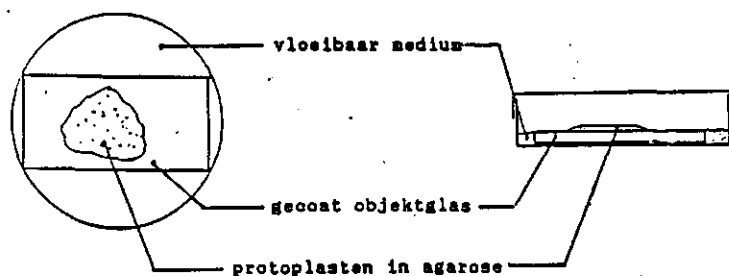 vloeibaar medium
gecoat objektglas
protoplasten in agarose